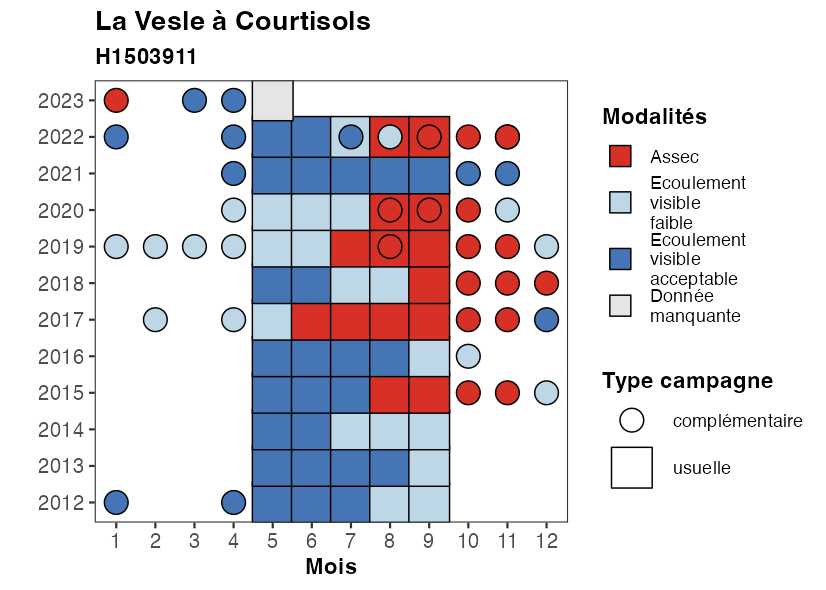 La Vesle à Courtisols
H1503911
2023
2022
2021
2020
2019
2018
2017
2016
2015
2014
2013
2012
1 2 3 4 5 6 7 8 9 10 11 12
Mois
Modalités
Assec
Ecoulement
visible
faible
Ecoulement
visible
acceptable
Donnée
manquante
Type campagne
complémentaire
usuelle